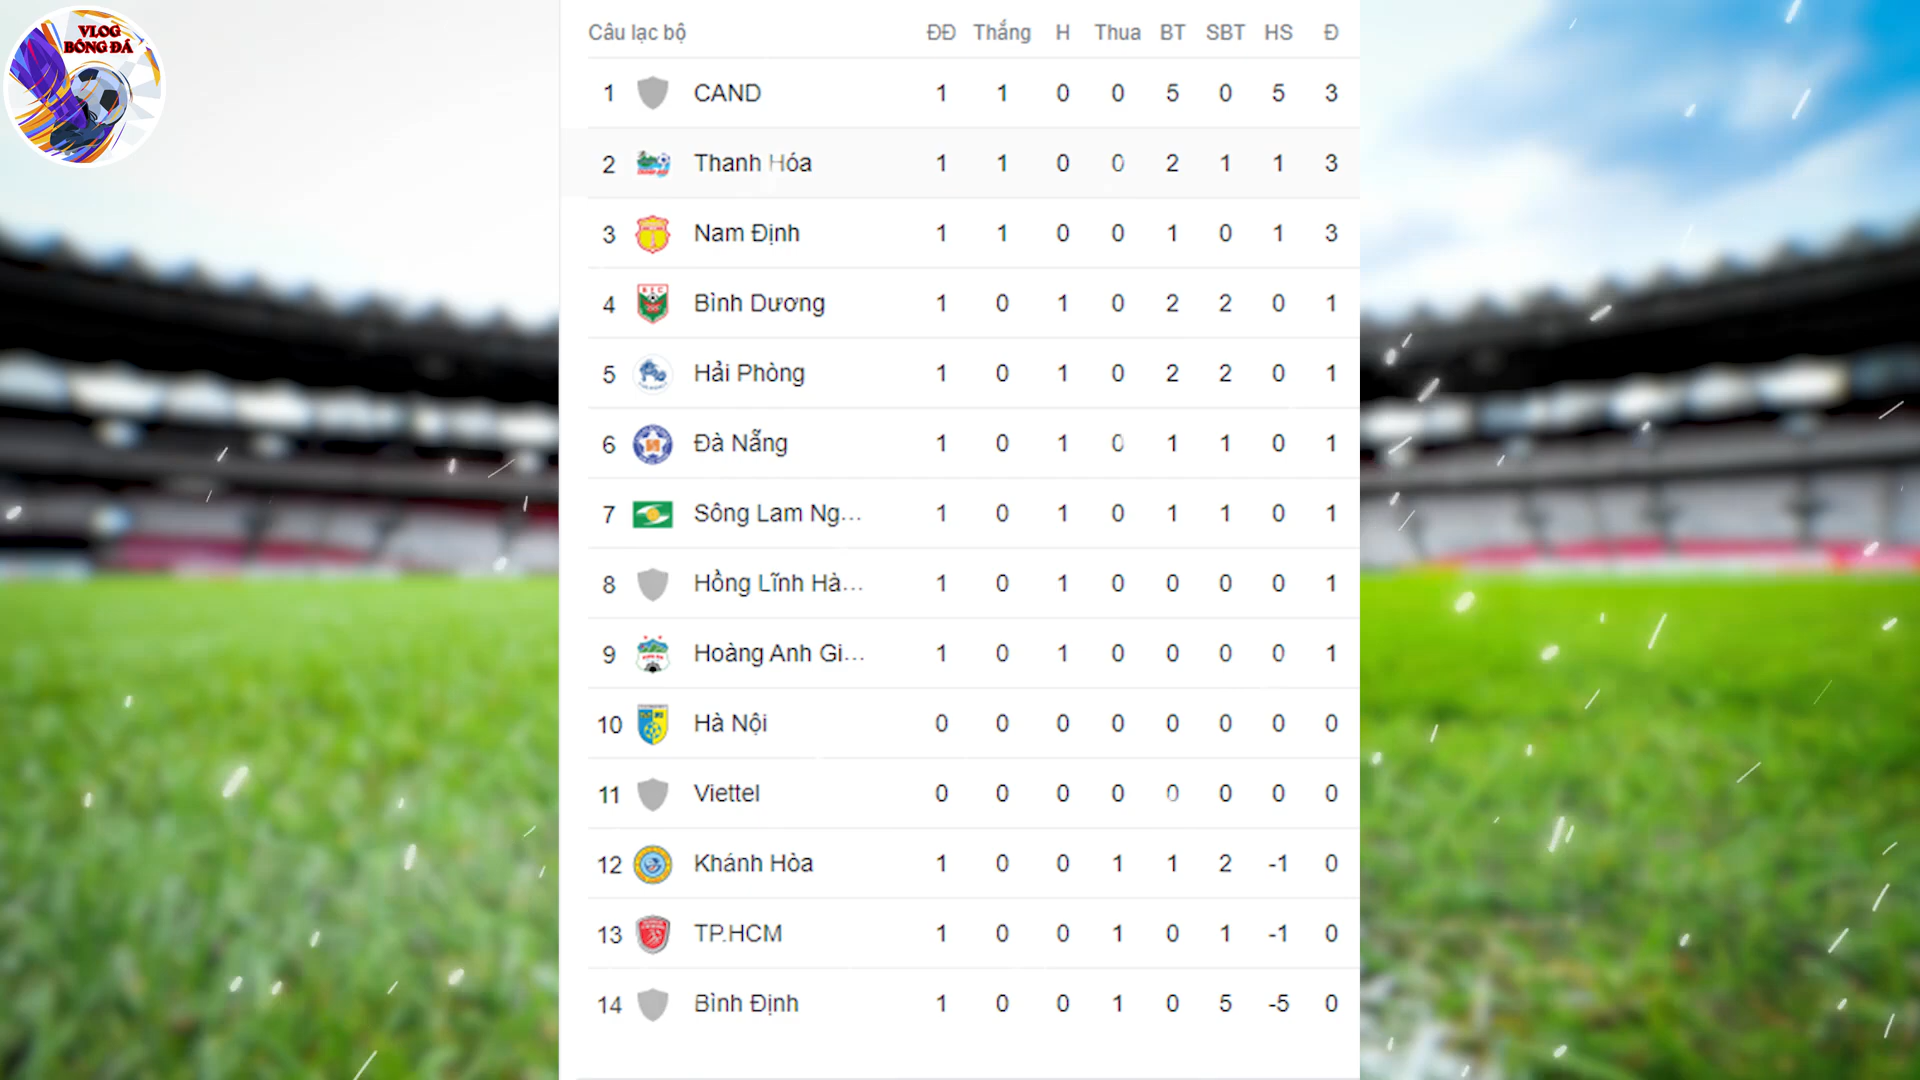 VLOG
BÓNG ĐÁ
Câu lạc bộ ĐĐ Thắng H Thua BT SBT HS Đ
1 CAND 1 1 0 0 5 0 5 3
2 Thanh Hóa 1 1 0 0 2 1 1 3
3 Nam Định 1 1 0 0 1 0 1 3
4 Bình Dương 1 0 1 0 2 2 0 1
5 Hải Phòng 1 0 1 0 2 2 0 1
6 Đà Nẵng 1 0 1 0 1 1 0 1
7 Sông Lam Ng... 1 0 1 0 1 1 0 1
8 Hồng Lĩnh Hà... 1 0 1 0 0 0 0 1
9 Hoàng Anh Gi... 1 0 1 0 0 0 0 1
10 Hà Nội 0 0 0 0 0 0 0 0
11 Viettel 0 0 0 0 0 0 0 0
12 Khánh Hòa 1 0 0 1 1 2 -1 0
13 TP.HCM 1 0 0 1 0 1 -1 0
14 Bình Định 1 0 0 1 0 5 -5 0